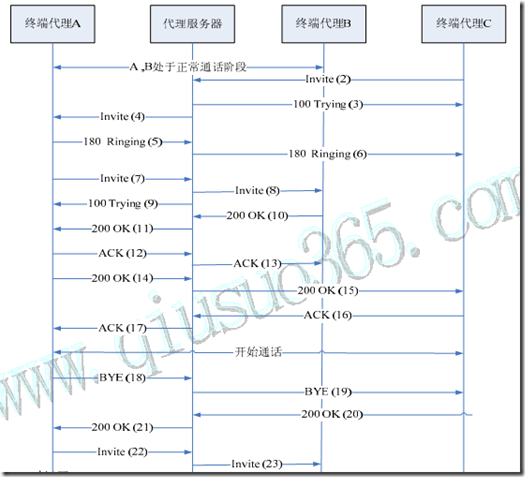 终端代理A
代理服务器
终端代理B
终端代理C
A ,B处于正常通话阶段
Invite (2)
100 Trying (3)
Invite (4)
180 Ringing (5)
180 Ringing (6)
Invite (7)
Invite (8)
100 Trying (9)
200 OK (10)
200 OK (11)
ACK (12)
ACK (13)
200 OK (14)
200 OK (15)
ACK (16)
ACK (17)
开始通话
BYE (18)
BYE (19)
200 OK (20)
200 OK (21)
Invite (22)
Invite (23)
www.qiusuo365.com